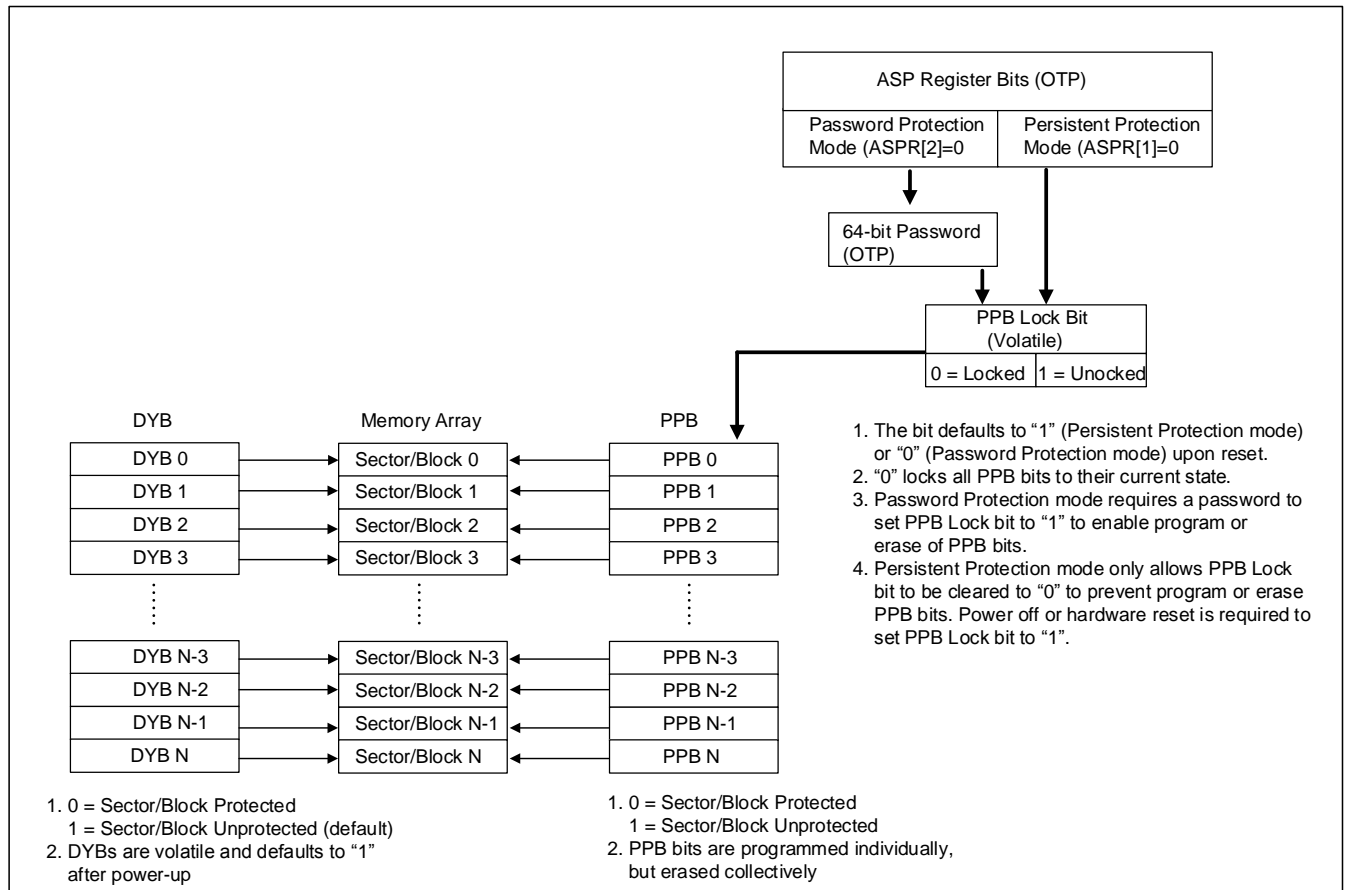 ASP Register Bits (OTP)
Password Protection
Mode (ASPR[2]=0
Persistent Protection
Mode (ASPR[1]=0
64-bit Password
(OTP)
PPB Lock Bit
(Volatile)
0 = Locked
1 = Unocked
1. The bit defaults to “1” (Persistent Protection mode)
or “0” (Password Protection mode) upon reset.
2. “0” locks all PPB bits to their current state.
3. Password Protection mode requires a password to
set PPB Lock bit to “1” to enable program or
erase of PPB bits.
4. Persistent Protection mode only allows PPB Lock
bit to be cleared to “0” to prevent program or erase
PPB bits. Power off or hardware reset is required to
set PPB Lock bit to “1”.
DYB Memory Array PPB
DYB 0 Sector/Block 0 PPB 0
DYB 1 Sector/Block 1 PPB 1
DYB 2 Sector/Block 2 PPB 2
DYB 3 Sector/Block 3 PPB 3
DYB N-3 Sector/Block N-3 PPB N-3
DYB N-2 Sector/Block N-2 PPB N-2
DYB N-1 Sector/Block N-1 PPB N-1
DYB N Sector/Block N PPB N
1. 0 = Sector/Block Protected
1 = Sector/Block Unprotected (default)
2. DYBs are volatile and defaults to “1”
after power-up
1. 0 = Sector/Block Protected
1 = Sector/Block Unprotected
2. PPB bits are programmed individually,
but erased collectively